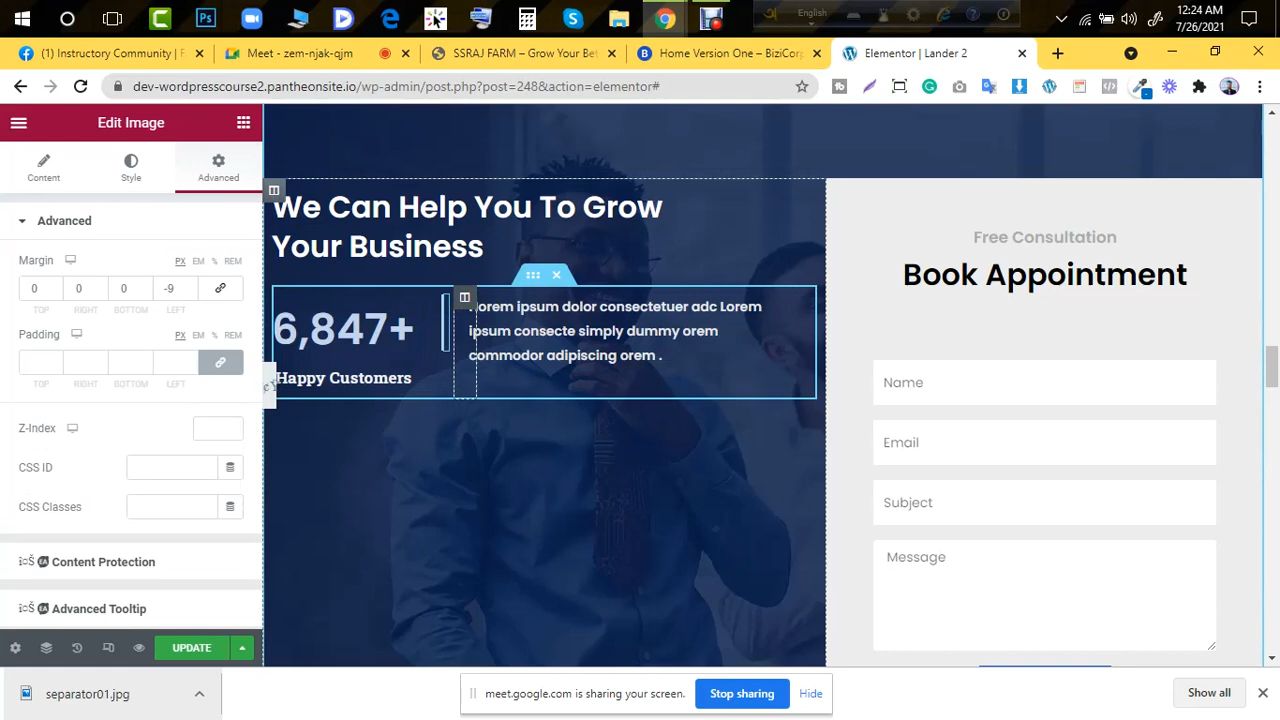 12:24 AM
English
7/26/2021
(1) Instructory Community | F
Meet - zem-njak-qjm
SSRAJ FARM – Grow Your Bet
Home Version One – BiziCorp
Elementor | Lander 2
dev-wordpresscourse2.pantheonsite.io/wp-admin/post.php?post=248&action=elementor#
Edit Image
Content
Style
Advanced
Advanced
Margin
PX EM % REM
0 0 0 -9
TOP RIGHT BOTTOM LEFT
Padding
PX EM % REM
TOP RIGHT BOTTOM LEFT
Z-Index
CSS ID
CSS Classes
Content Protection
Advanced Tooltip
UPDATE
We Can Help You To Grow
Your Business
6,847+
Happy Customers
Lorem ipsum dolor consectetuer adc Lorem
ipsum consecte simply dummy orem
commodor adipiscing orem .
Free Consultation
Book Appointment
Name
Email
Subject
Message
separator01.jpg
meet.google.com is sharing your screen.
Stop sharing
Hide
Show all